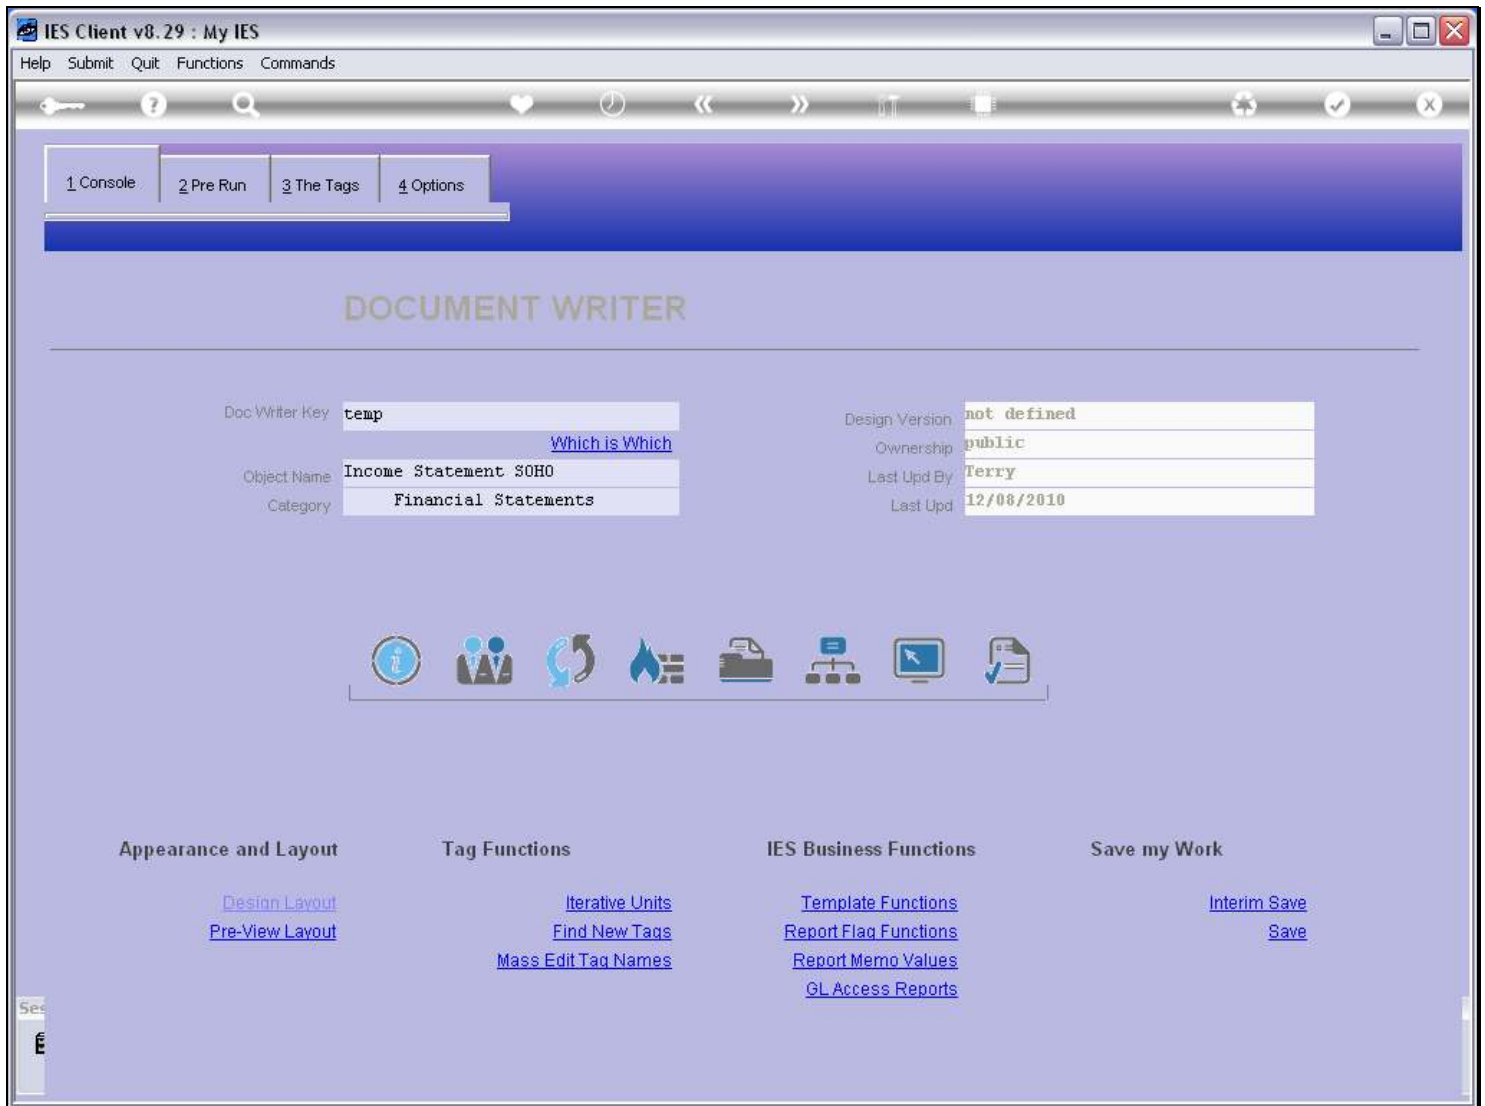 IES Client v8.29 : My IES
Help Submit Quit Functions Commands
1 Console 2 Pre Run 3 The Tags 4 Options
DOCUMENT WRITER
Doc Writer Key temp
Design Version not defined
Which is Which
Ownership public
Object Name Income Statement SOHO
Last Upd By Terry
Category Financial Statements
Last Upd 12/08/2010
Appearance and Layout Tag Functions IES Business Functions Save my Work
Design Layout Iterative Units Template Functions Interim Save
Pre-View Layout Find New Tags Report Flag Functions Save
Mass Edit Tag Names Report Memo Values
GL Access Reports